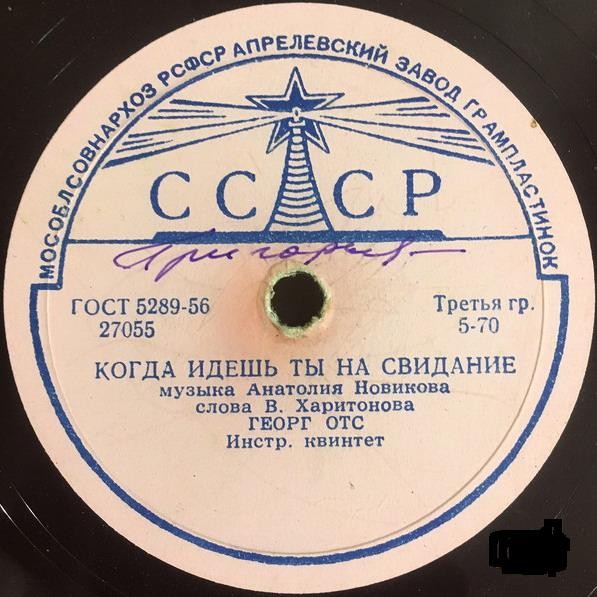 МОСОБЛСОВНАРХОЗ РСФСР АПРЕЛЕВСКИЙ ЗАВОД ГРАМПЛАСТИНОК
СССР
ГОСТ 5289-56
27055
Третья гр.
5-70
КОГДА ИДЕШЬ ТЫ НА СВИДАНИЕ
музыка Анатолия Новикова
слова В. Харитонова
ГЕОРГ ОТС
Инстр. квинтет